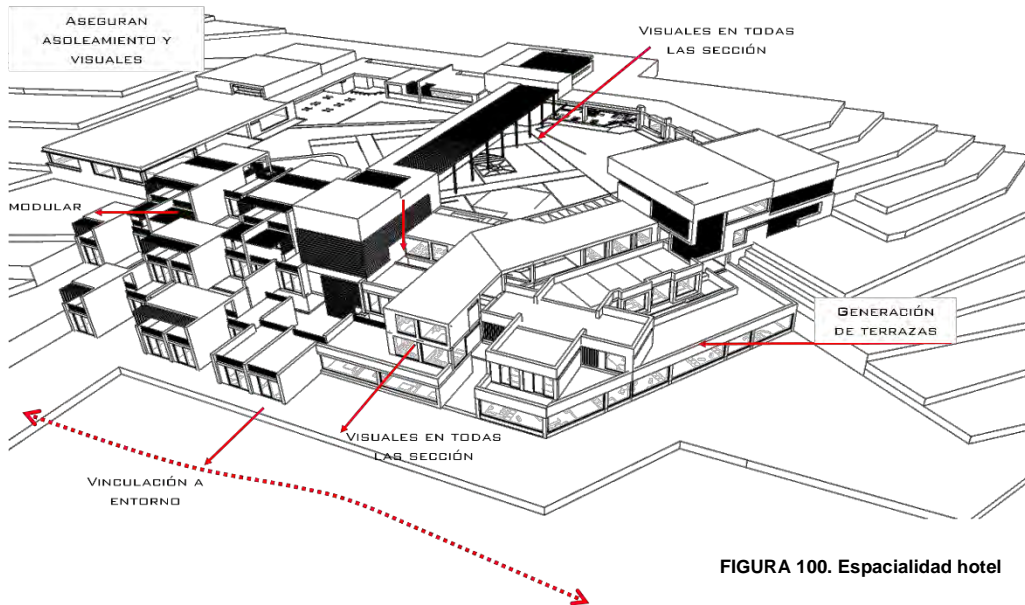 ASEGURAN
ASOLEAMIENTO Y
VISUALES
VISUALES EN TODAS
LAS SECCIÓN
MODULAR
GENERACIÓN
DE TERRAZAS
VISUALES EN TODAS
LAS SECCIÓN
VINCULACIÓN A
ENTORNO
FIGURA 100. Espacialidad hotel